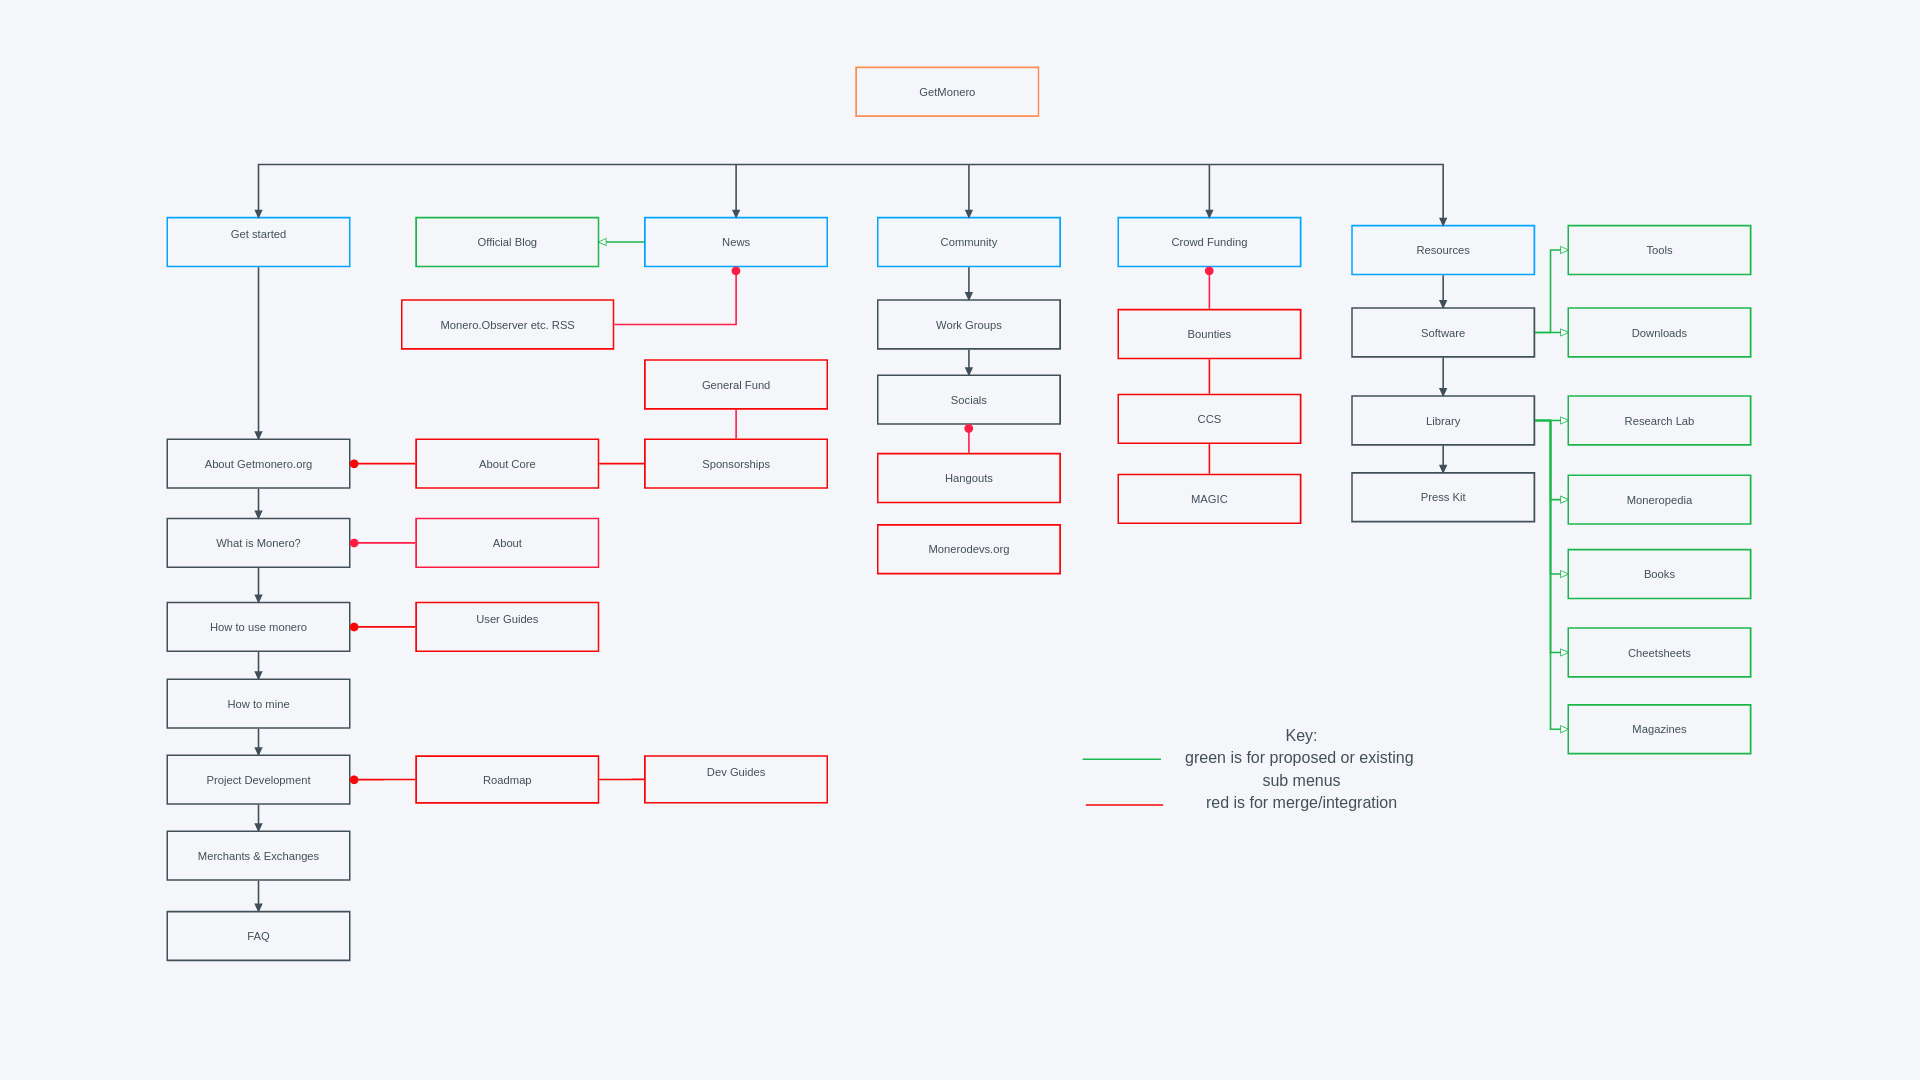 GetMonero
Get started
Official Blog
News
Community
Crowd Funding
Resources
Tools
Monero.Observer etc. RSS
Work Groups
Bounties
Software
Downloads
General Fund
Socials
CCS
Library
Research Lab
About Getmonero.org
About Core
Sponsorships
Hangouts
MAGIC
Press Kit
Moneropedia
What is Monero?
About
Monerodevs.org
Books
How to use monero
User Guides
Cheetsheets
How to mine
Magazines
Key:
green is for proposed or existing
sub menus
red is for merge/integration
Project Development
Roadmap
Dev Guides
Merchants & Exchanges
FAQ